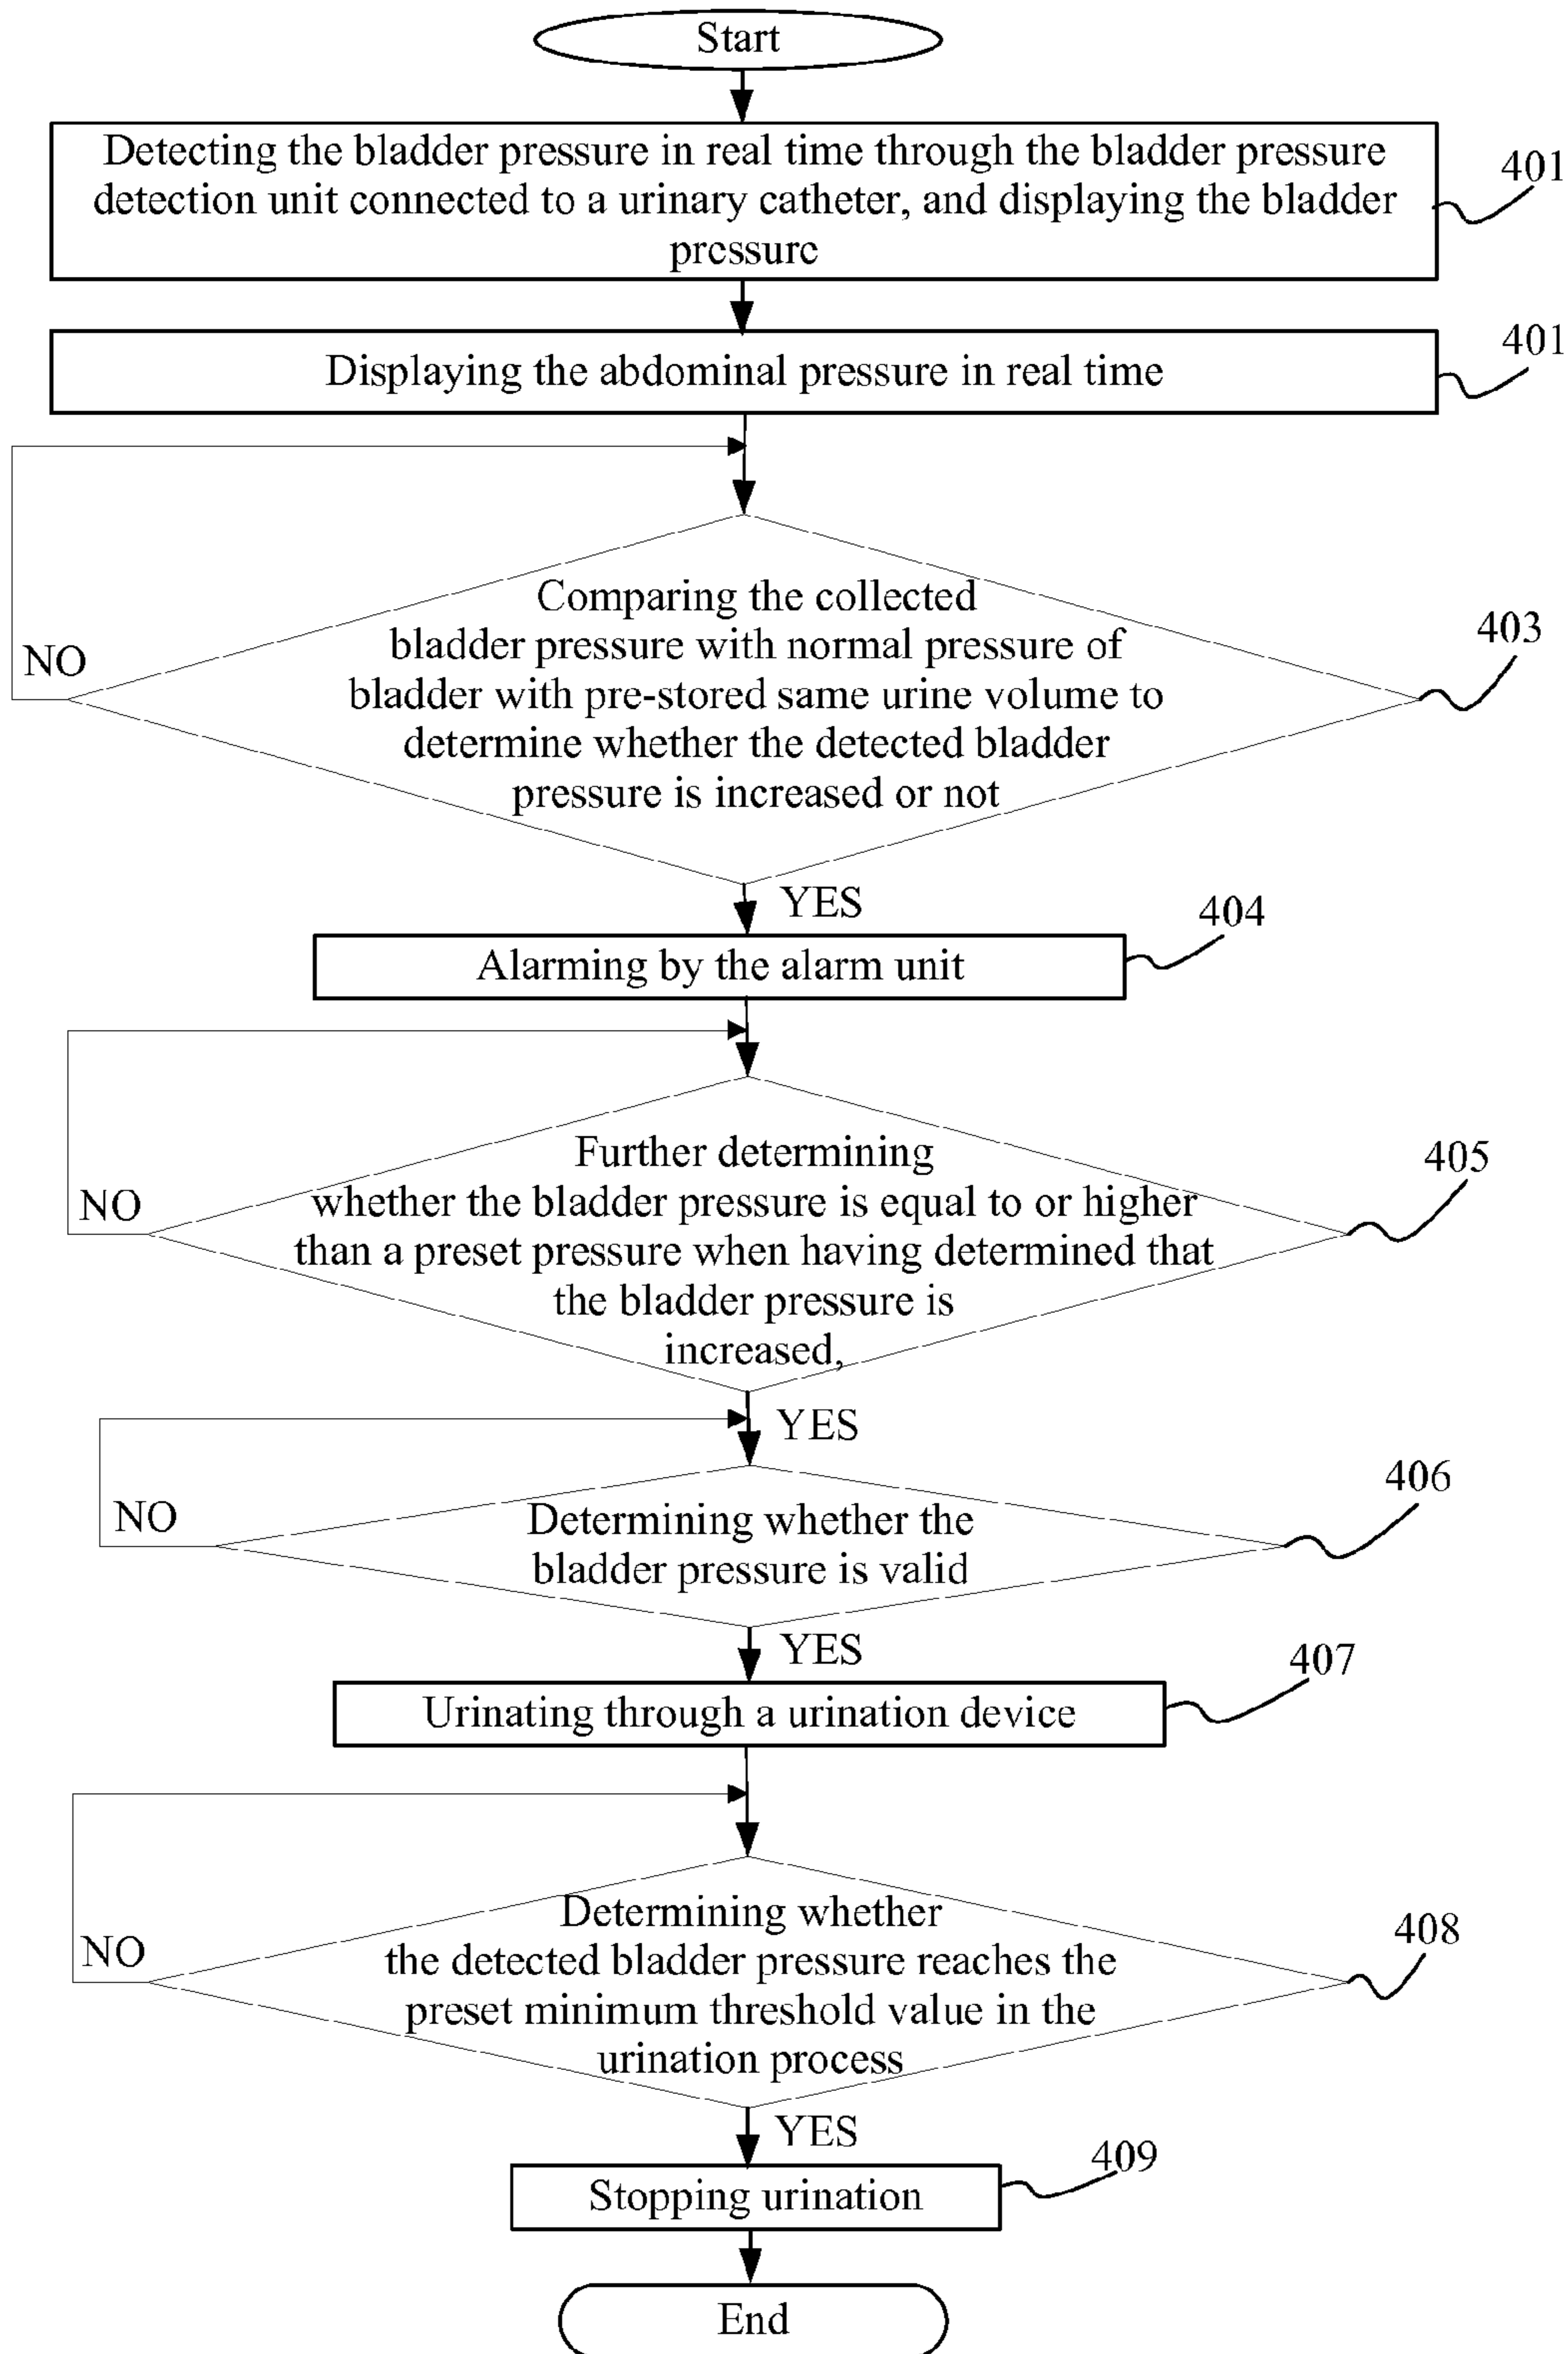 Start
Detecting the bladder pressure in real time through the bladder pressure
detection unit connected to a urinary catheter, and displaying the bladder
pressure
401
Displaying the abdominal pressure in real time
401
Comparing the collected
bladder pressure with normal pressure of
bladder with pre-stored same urine volume to
determine whether the detected bladder
pressure is increased or not
403
NO
YES
Alarming by the alarm unit
404
Further determining
whether the bladder pressure is equal to or higher
than a preset pressure when having determined that
the bladder pressure is
increased,
405
NO
YES
Determining whether the
bladder pressure is valid
406
NO
YES
Urinating through a urination device
407
Determining whether
the detected bladder pressure reaches the
preset minimum threshold value in the
urination process
408
NO
YES
Stopping urination
409
End